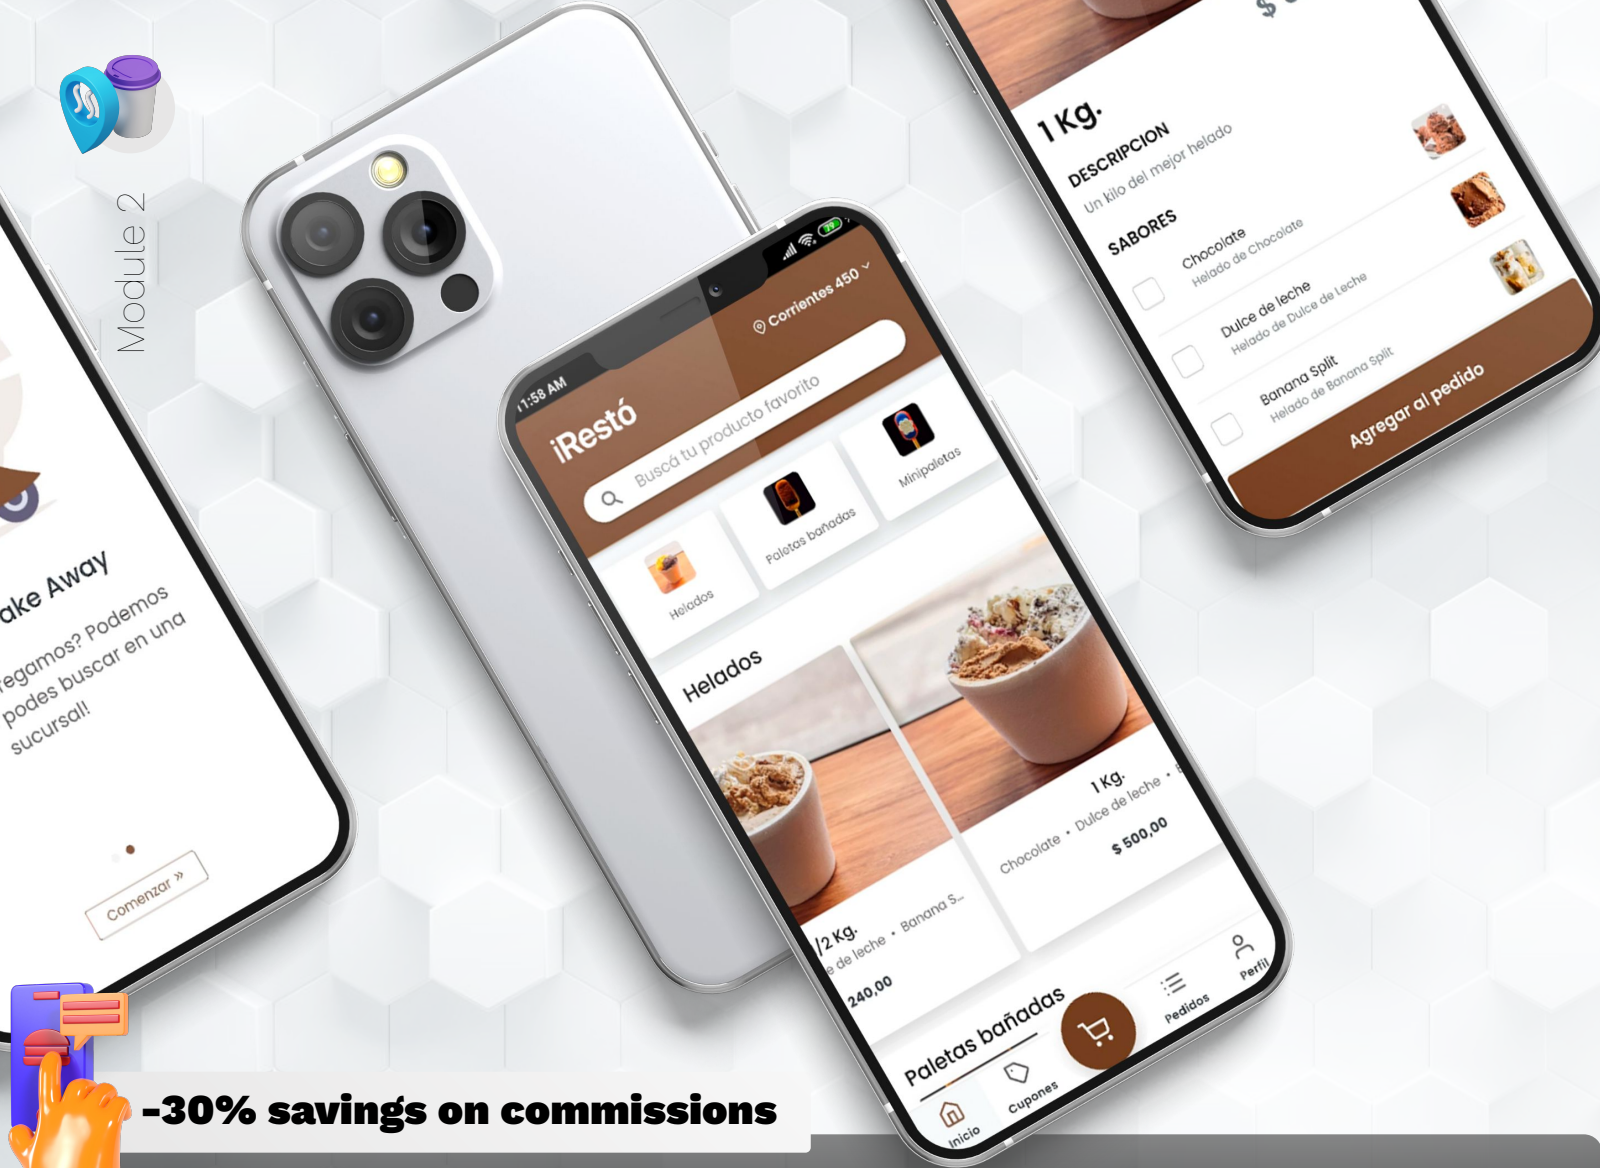 Module 2
ake Away
egamos? Podemos
podes buscar en una
sucursal!
Comenzar »
11:58 AM
79
iRestó
Corrientes 450
Buscá tu producto favorito
Helados
Paletas bañadas
Minipaletas
Helados
/2 Kg.
e de leche • Banana S...
240,00
1 Kg.
Chocolate • Dulce de leche •
$ 500,00
Paletas bañadas
Inicio
Cupones
Pedidos
Perfil
$
1 Kg.
DESCRIPCION
Un kilo del mejor helado
SABORES
Chocolate
Helado de Chocolate
Dulce de leche
Helado de Dulce de Leche
Banana Split
Helado de Banana Split
Agregar al pedido
-30% savings on commissions